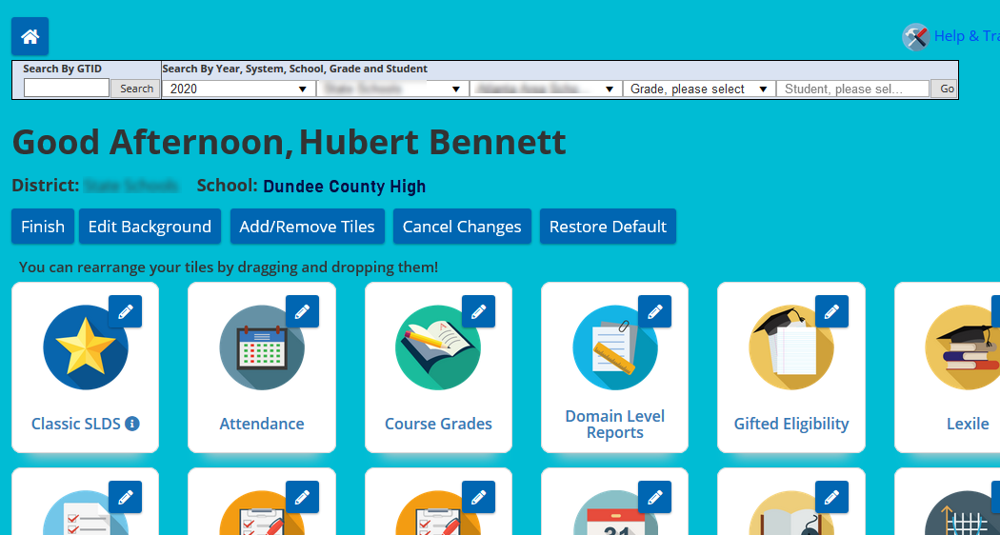 Help & Tra
Search By GTID
Search By Year, System, School, Grade and Student
Search
2020
Grade, please select
Student, please sel...
Go
Good Afternoon, Hubert Bennett
District: School: Dundee County High
Finish
Edit Background
Add/Remove Tiles
Cancel Changes
Restore Default
You can rearrange your tiles by dragging and dropping them!
Classic SLDS
Attendance
Course Grades
Domain Level
Reports
Gifted Eligibility
Lexile
31